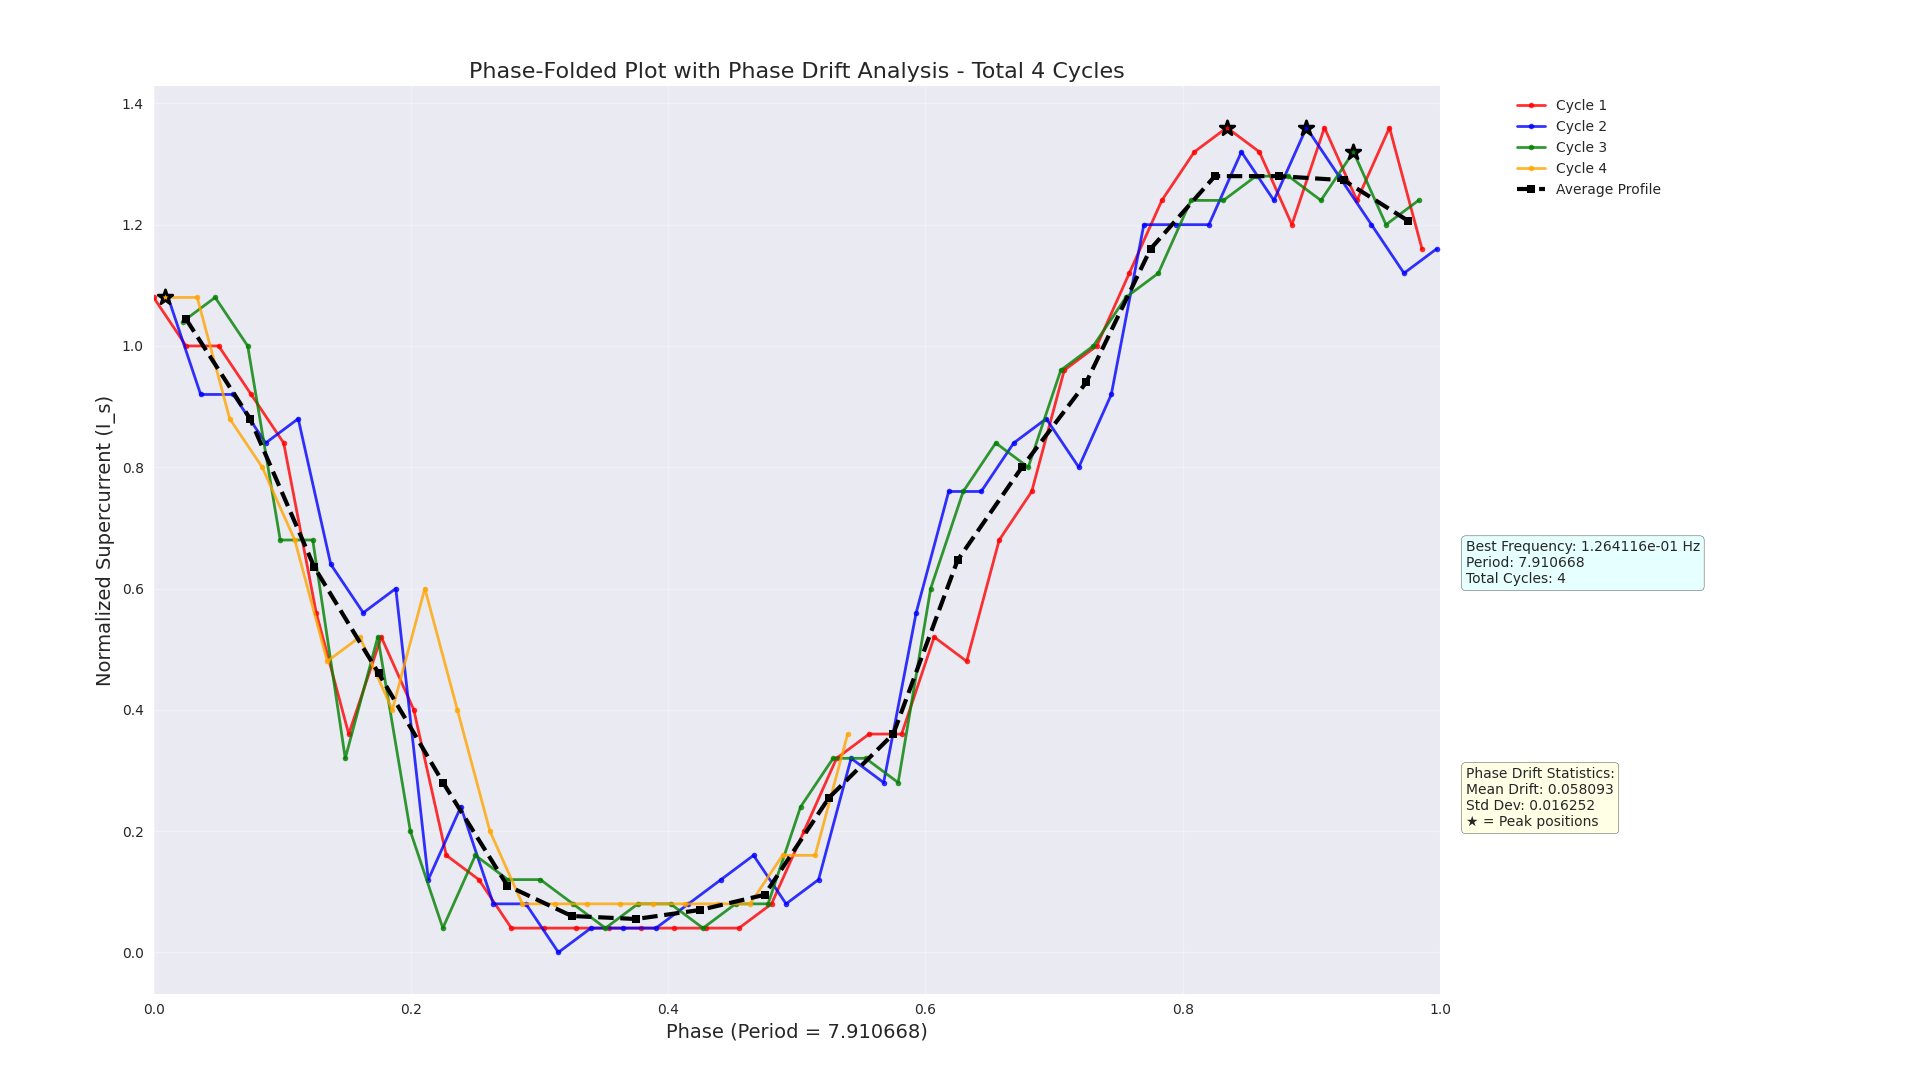 Phase-Folded Plot with Phase Drift Analysis - Total 4 Cycles
Normalized Supercurrent (I_s)
1.4
1.2
1.0
0.8
0.6
0.4
0.2
0.0
0.0
0.2
0.4
0.6
0.8
1.0
Phase (Period = 7.910668)
Cycle 1
Cycle 2
Cycle 3
Cycle 4
Average Profile
Best Frequency: 1.264116e-01 Hz
Period: 7.910668
Total Cycles: 4
Phase Drift Statistics:
Mean Drift: 0.058093
Std Dev: 0.016252
★ = Peak positions